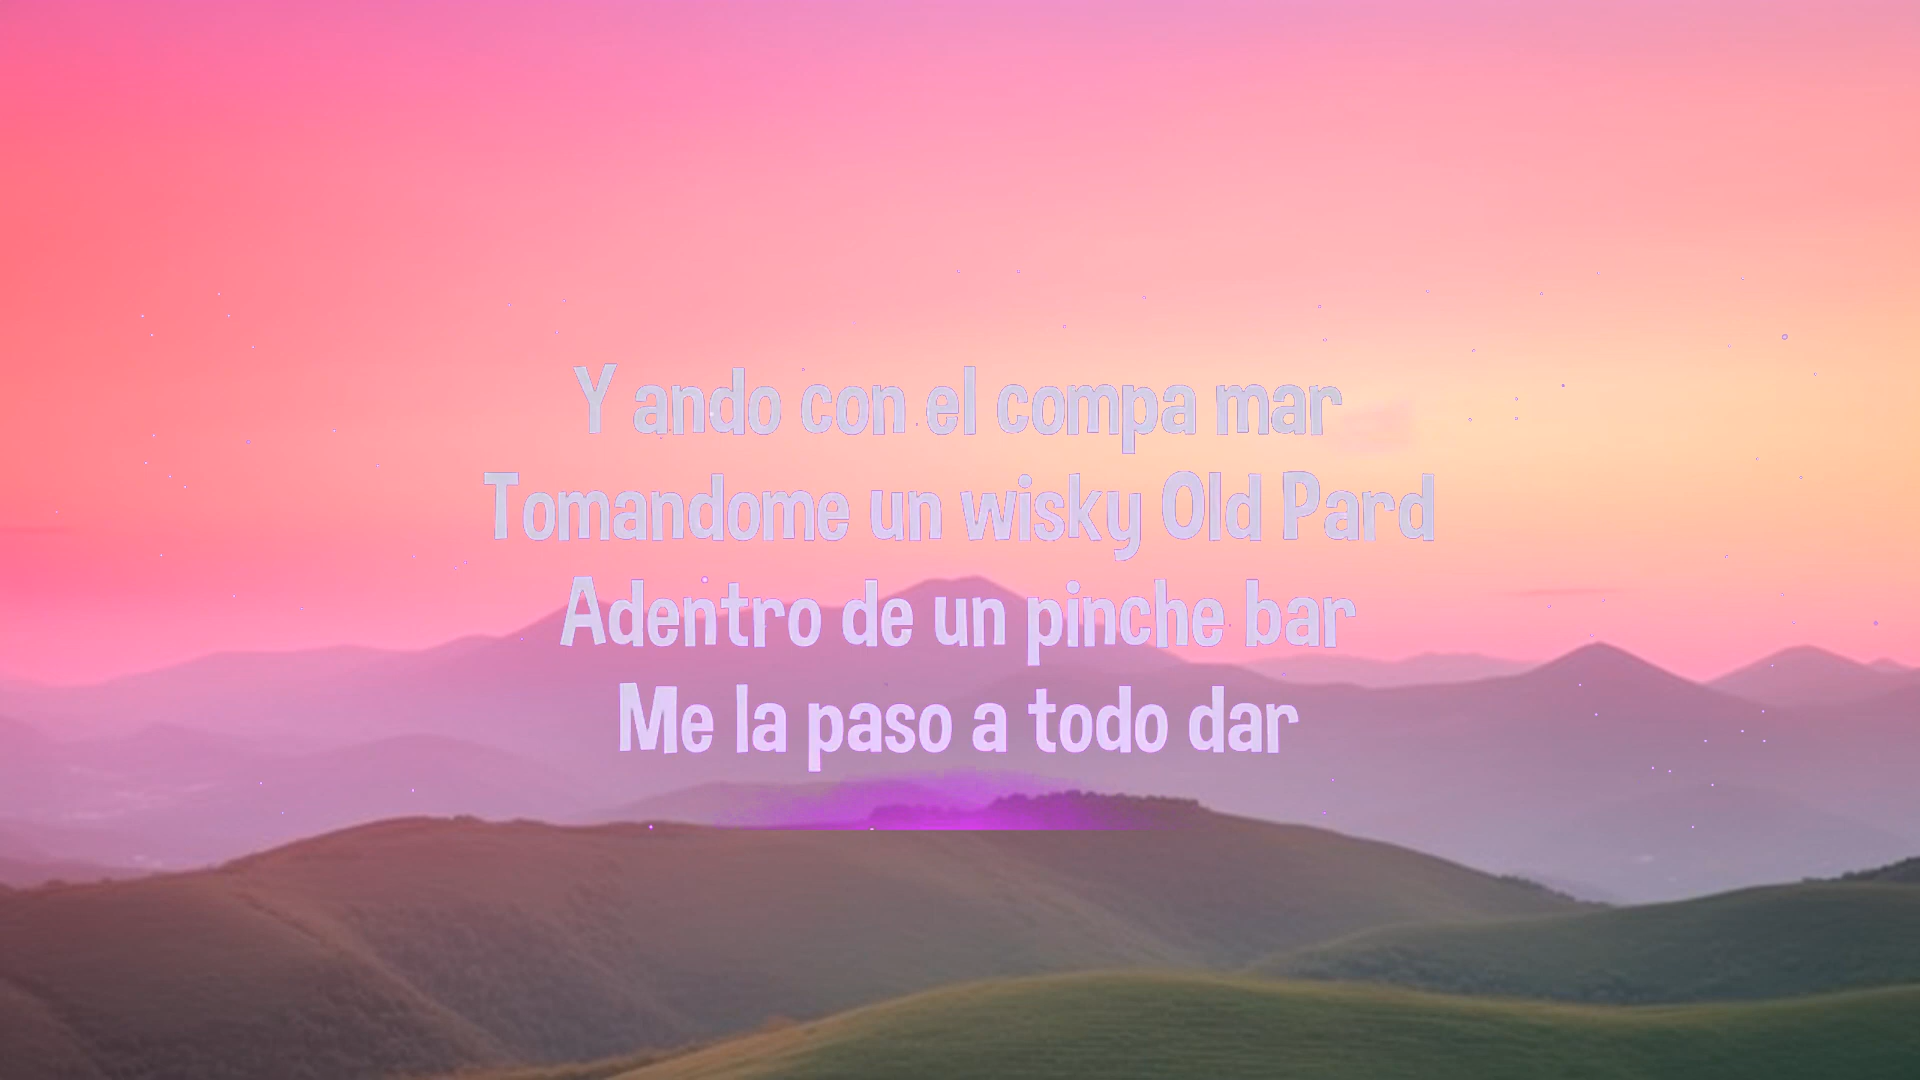 Y ando con el compa mar
Tomandome un wisky Old Pard
Adentro de un pinche bar
Me la paso a todo dar